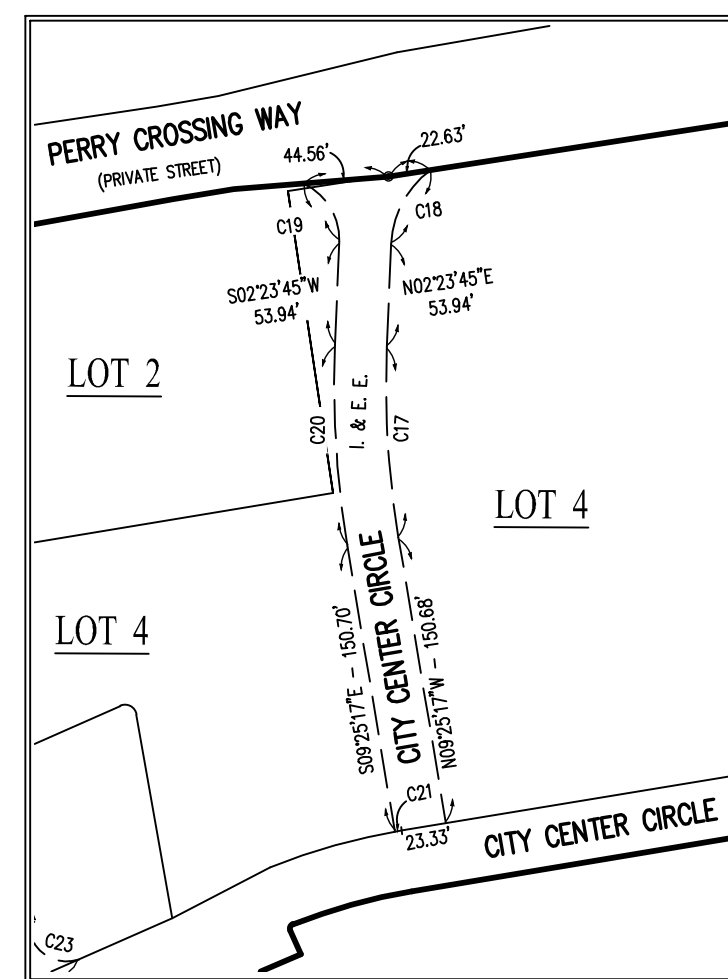 PERRY CROSSING WAY
(PRIVATE STREET)
44.56'
22.63'
C19
C18
S02°23'45"W
53.94'
N02°23'45"E
53.94'
LOT 2
C20
I. & E. E.
C17
LOT 4
LOT 4
S09°25'17"E - 150.70'
CITY CENTER CIRCLE
N09°25'17"W - 150.68'
C21
23.33'
CITY CENTER CIRCLE
C23